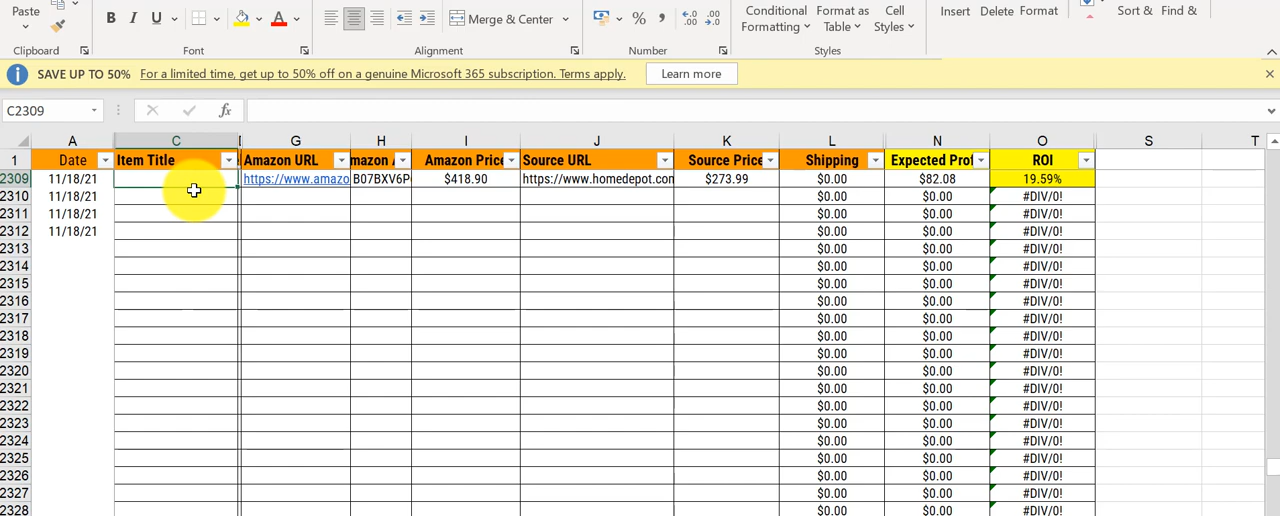 Paste
B I U A
Merge & Center
% 9
Conditional Formatting
Format as Table
Cell Styles
Insert Delete Format
Sort & Find &
Clipboard Font Alignment Number Styles
SAVE UP TO 50% For a limited time, get up to 50% off on a genuine Microsoft 365 subscription. Terms apply. Learn more
C2309 fx
A C G H I J K L N O S T
1 Date Item Title Amazon URL Amazon Price Source URL Source Price Shipping Expected Prof ROI
2309 11/18/21 https://www.amazo B07BXV6P $418.90 https://www.homedepot.con $273.99 $0.00 $82.08 19.59%
2310 11/18/21 $0.00 $0.00 #DIV/0!
2311 11/18/21 $0.00 $0.00 #DIV/0!
2312 11/18/21 $0.00 $0.00 #DIV/0!
2313 $0.00 $0.00 #DIV/0!
2314 $0.00 $0.00 #DIV/0!
2315 $0.00 $0.00 #DIV/0!
2316 $0.00 $0.00 #DIV/0!
2317 $0.00 $0.00 #DIV/0!
2318 $0.00 $0.00 #DIV/0!
2319 $0.00 $0.00 #DIV/0!
2320 $0.00 $0.00 #DIV/0!
2321 $0.00 $0.00 #DIV/0!
2322 $0.00 $0.00 #DIV/0!
2323 $0.00 $0.00 #DIV/0!
2324 $0.00 $0.00 #DIV/0!
2325 $0.00 $0.00 #DIV/0!
2326 $0.00 $0.00 #DIV/0!
2327 $0.00 $0.00 #DIV/0!
2328 $0.00 $0.00 #DIV/0!